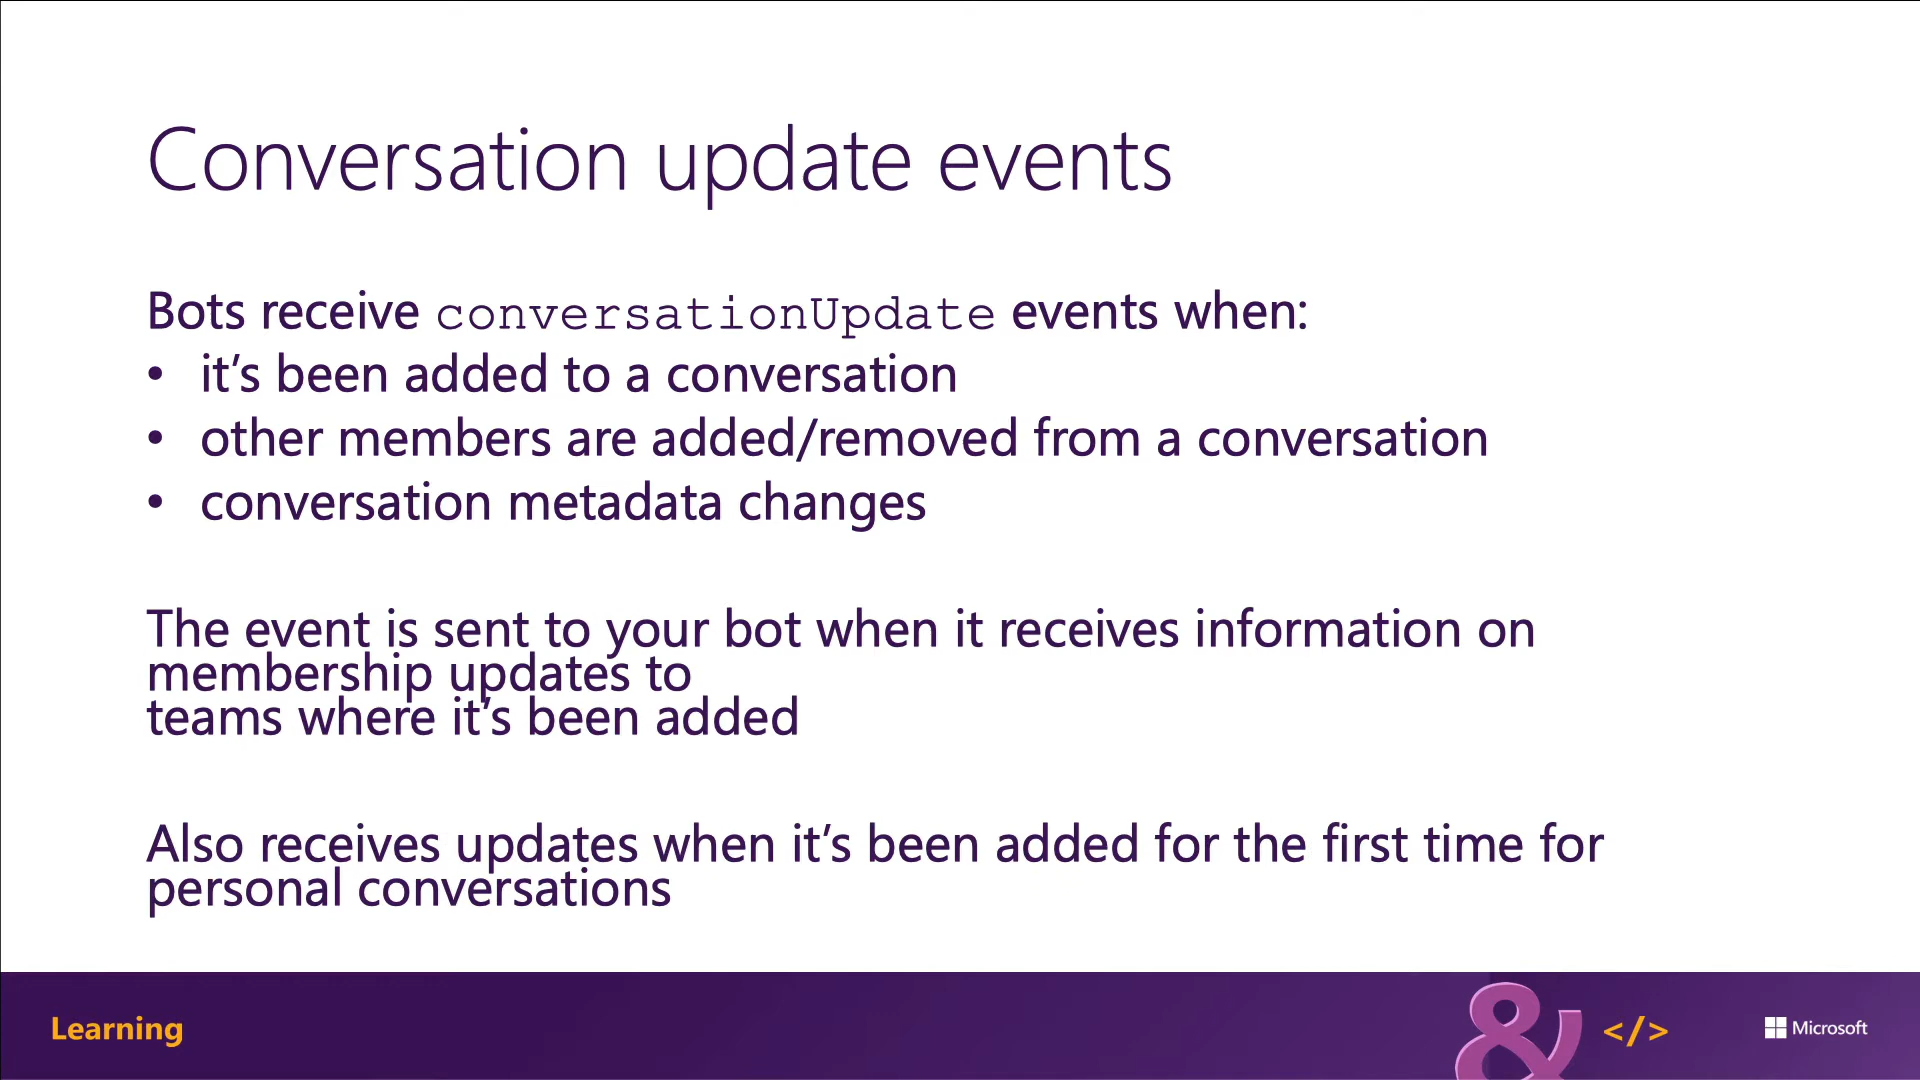 Conversation update events
Bots receive conversationUpdate events when:
• it’s been added to a conversation
• other members are added/removed from a conversation
• conversation metadata changes
The event is sent to your bot when it receives information on
membership updates to
teams where it’s been added
Also receives updates when it’s been added for the first time for
personal conversations
Learning
& </>
Microsoft